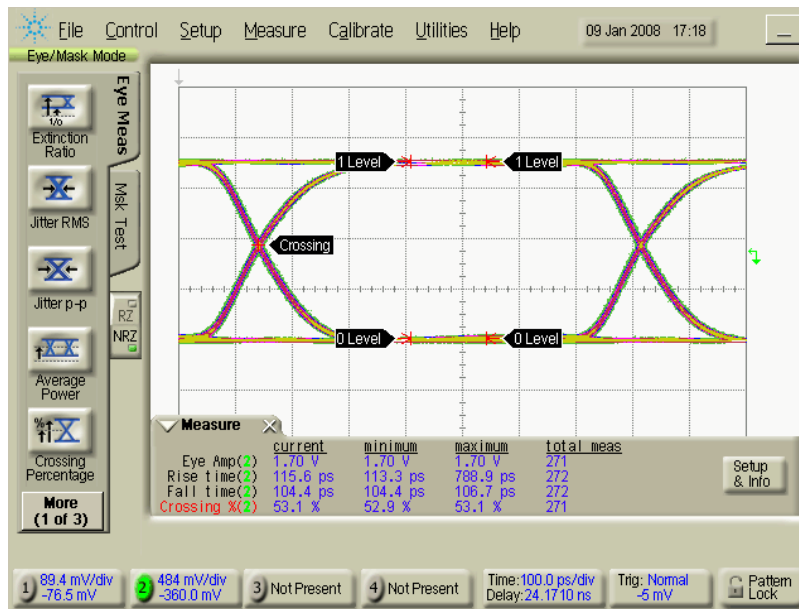 File Control Setup Measure Calibrate Utilities Help 09 Jan 2008 17:18
Eye/Mask Mode
Eye Meas
Msk Test
1/0
Extinction
Ratio
Jitter RMS
Jitter p-p
RZ
NRZ
Average
Power
Crossing
Percentage
More
(1 of 3)
1 Level 1 Level
Crossing
0 Level 0 Level
Measure
current minimum maximum total meas
Eye Amp(2) 1.70 V 1.70 V 1.70 V 271
Rise time(2) 115.6 ps 113.3 ps 788.9 ps 272
Fall time(2) 104.4 ps 104.4 ps 106.7 ps 272
Crossing %(2) 53.1 % 52.9 % 53.1 % 271
Setup
& Info
1 89.4 mV/div
-76.5 mV
2 484 mV/div
-360.0 mV
3 Not Present
4 Not Present
Time:100.0 ps/div
Delay:24.1710 ns
Trig: Normal
-5 mV
Pattern
Lock